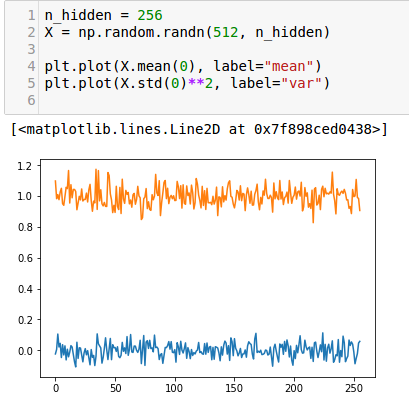 1 n_hidden = 256
2 X = np.random.randn(512, n_hidden)
3
4 plt.plot(X.mean(0), label="mean")
5 plt.plot(X.std(0)**2, label="var")
6
[<matplotlib.lines.Line2D at 0x7f898ced0438>]
1.2
1.0
0.8
0.6
0.4
0.2
0.0
0 50 100 150 200 250